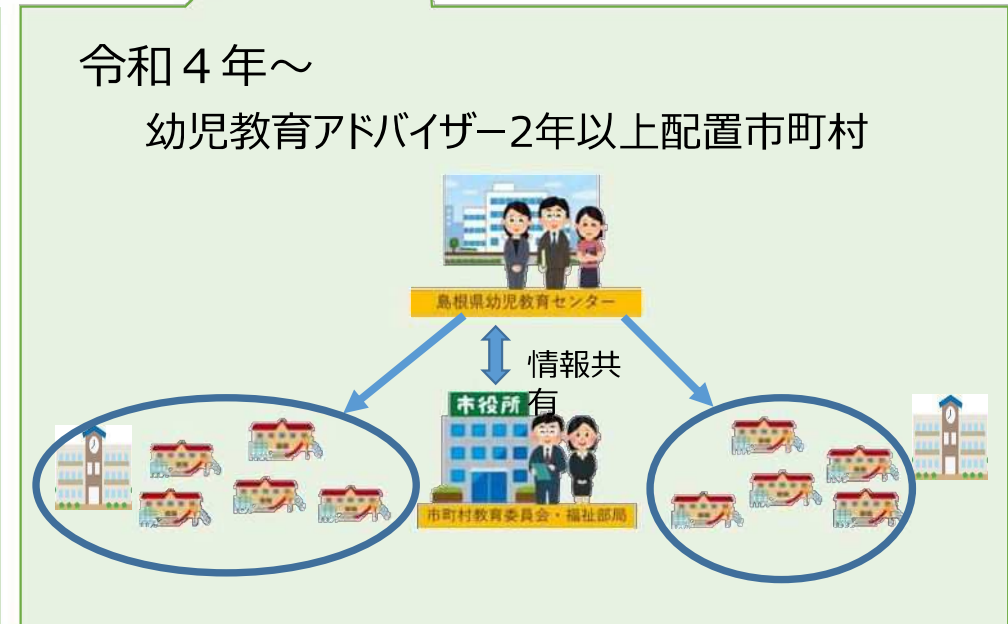 令和４年～
幼児教育アドバイザー2年以上配置市町村
島根県幼児教育センター
情報共
有
市役所
市町村教育委員会・福祉部局